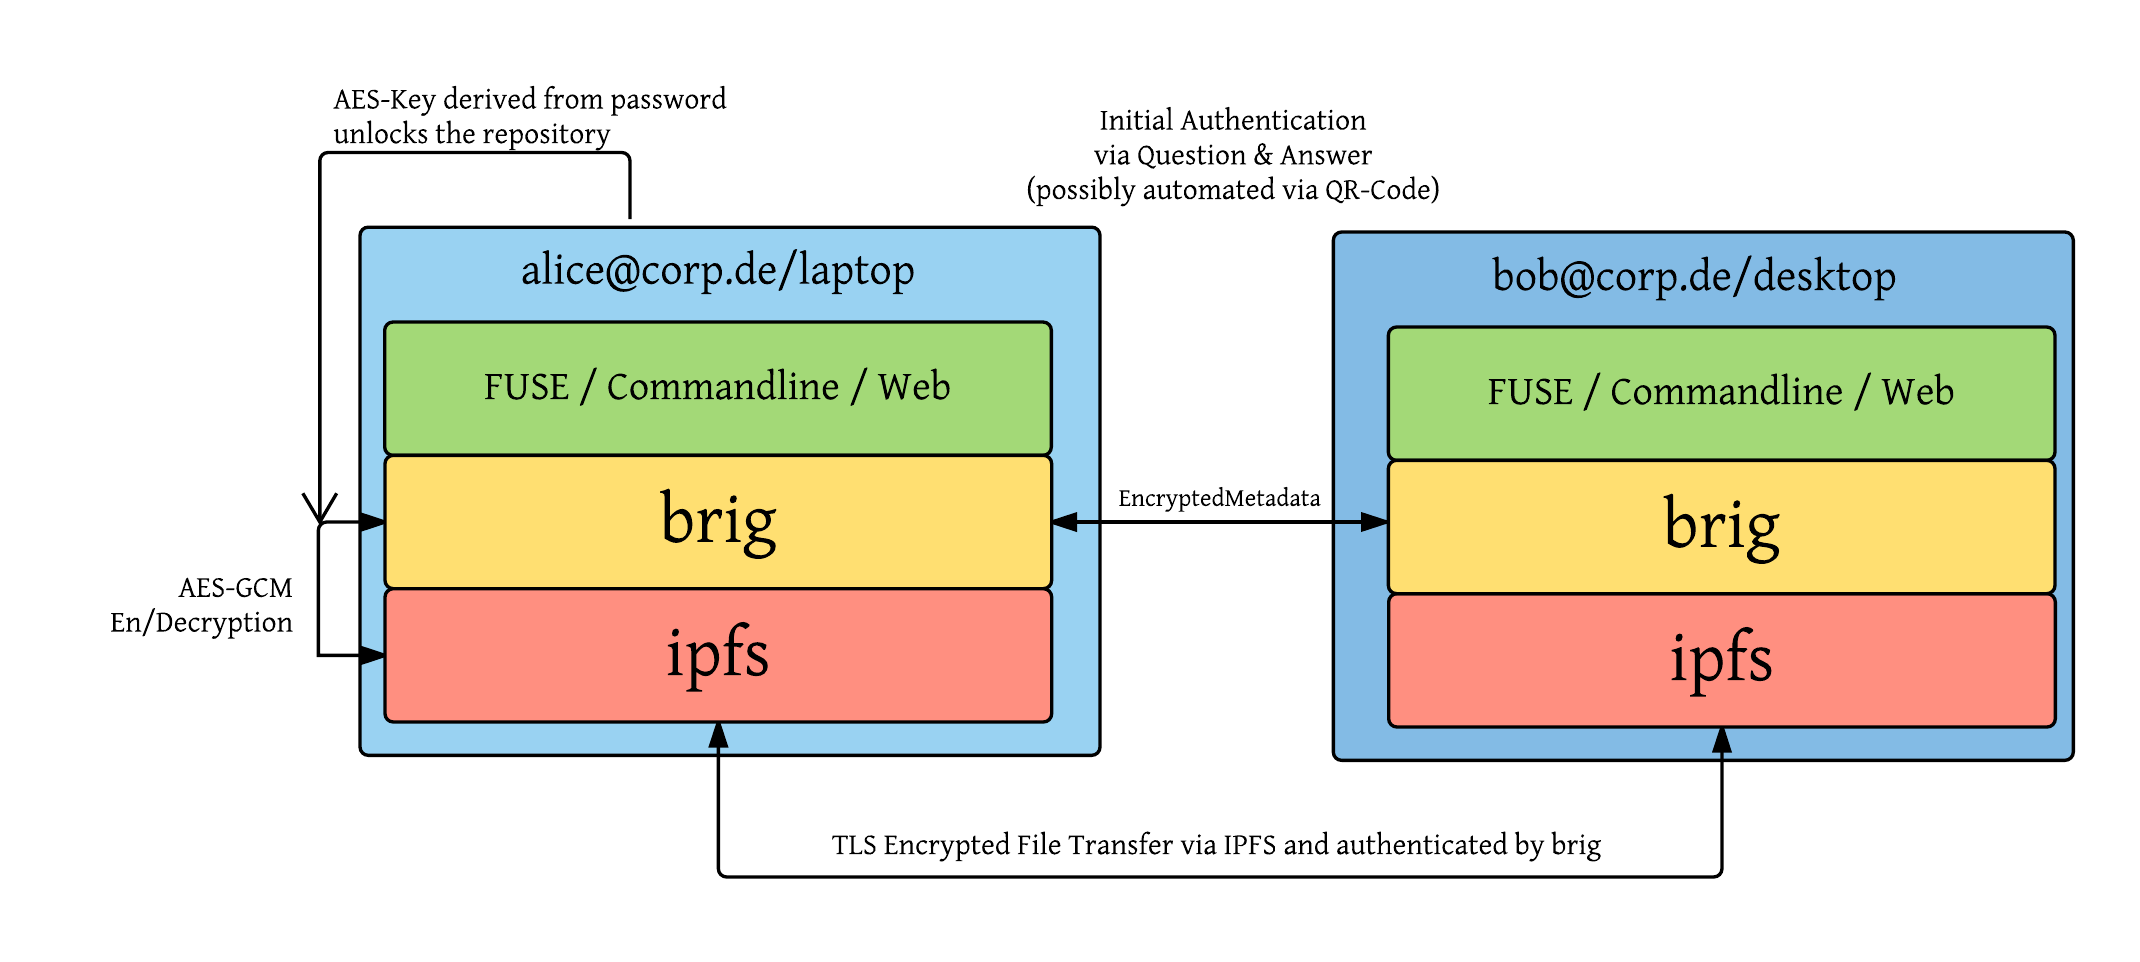 AES-Key derived from password
unlocks the repository
Initial Authentication
via Question & Answer
(possibly automated via QR-Code)
alice@corp.de/laptop
FUSE / Commandline / Web
brig
ipfs
AES-GCM
En/Decryption
EncryptedMetadata
bob@corp.de/desktop
FUSE / Commandline / Web
brig
ipfs
TLS Encrypted File Transfer via IPFS and authenticated by brig